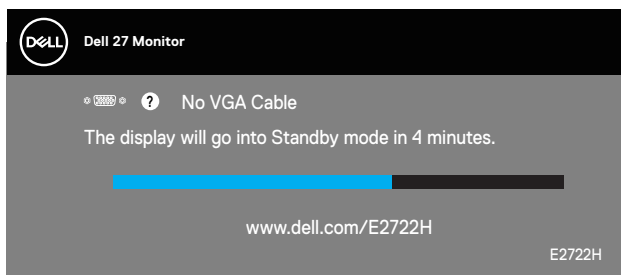 DELL
Dell 27 Monitor
? No VGA Cable
The display will go into Standby mode in 4 minutes.
www.dell.com/E2722H
E2722H